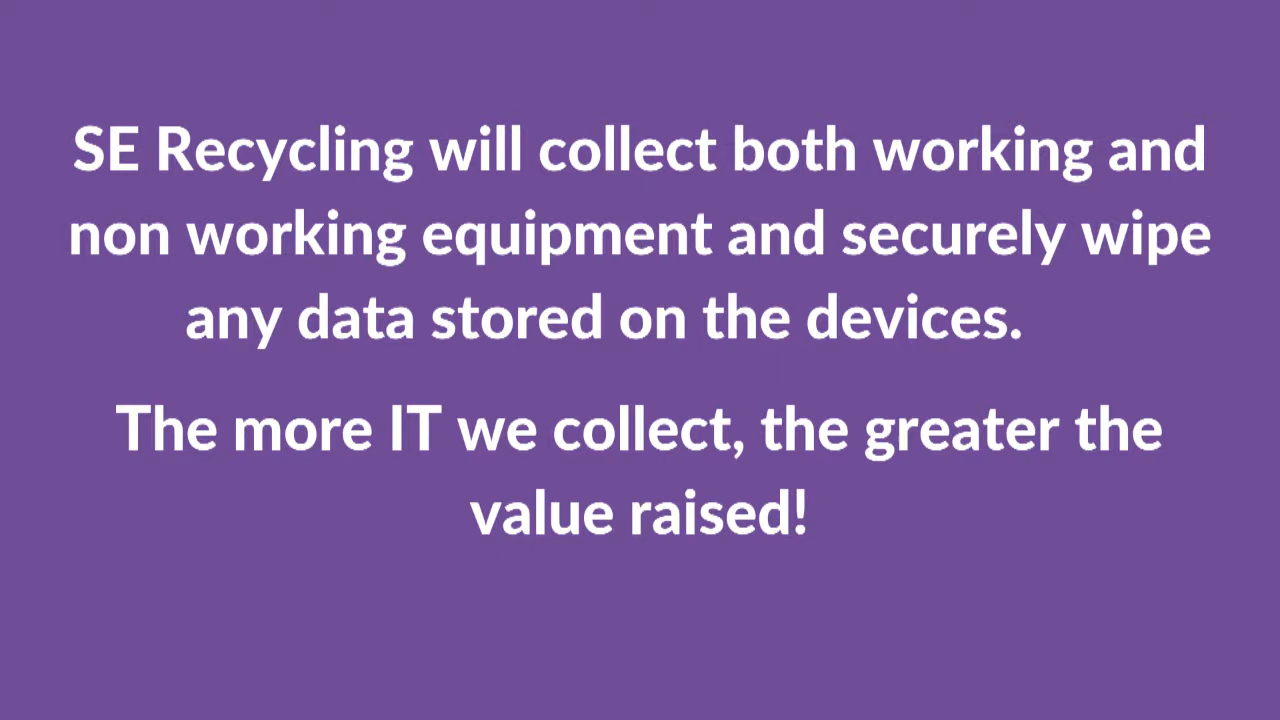 SE Recycling will collect both working and
non working equipment and securely wipe
any data stored on the devices.
The more IT we collect, the greater the
value raised!